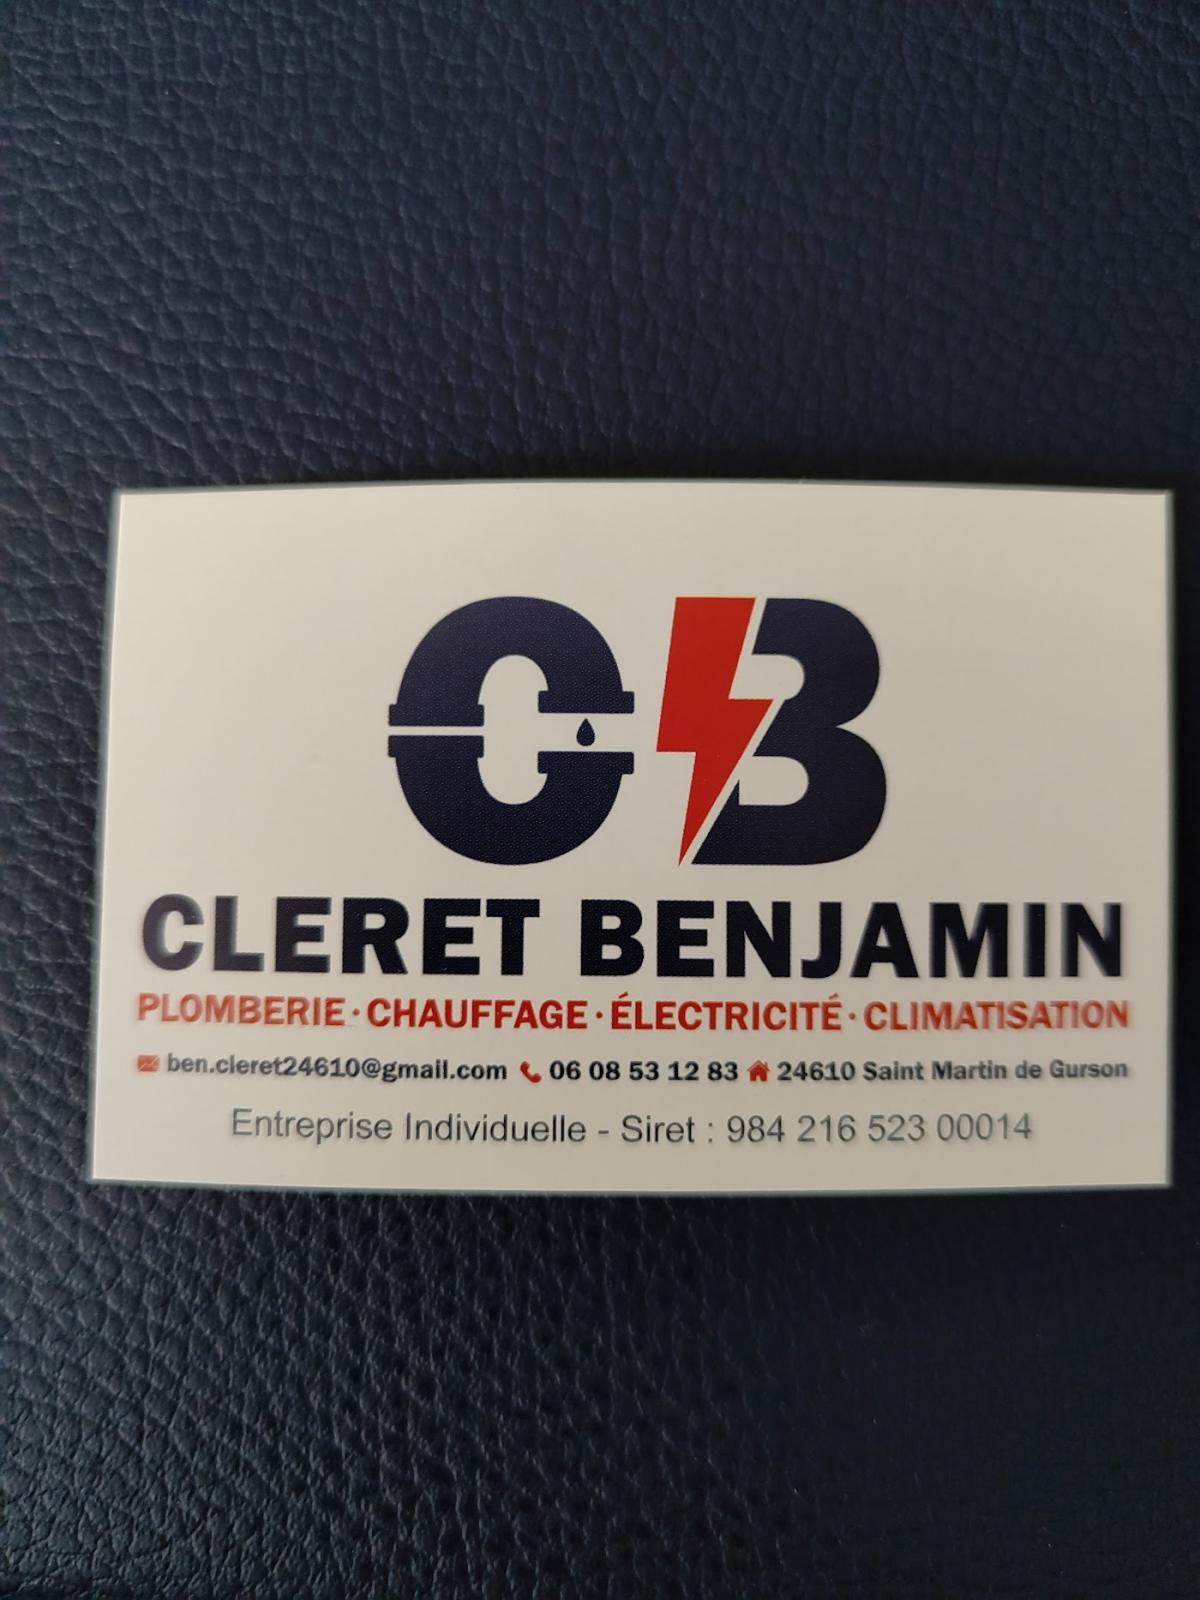 CB
CLERET BENJAMIN
PLOMBERIE · CHAUFFAGE · ÉLECTRICITÉ · CLIMATISATION
ben.cleret24610@gmail.com 06 08 53 12 83 24610 Saint Martin de Gurson
Entreprise Individuelle - Siret : 984 216 523 00014